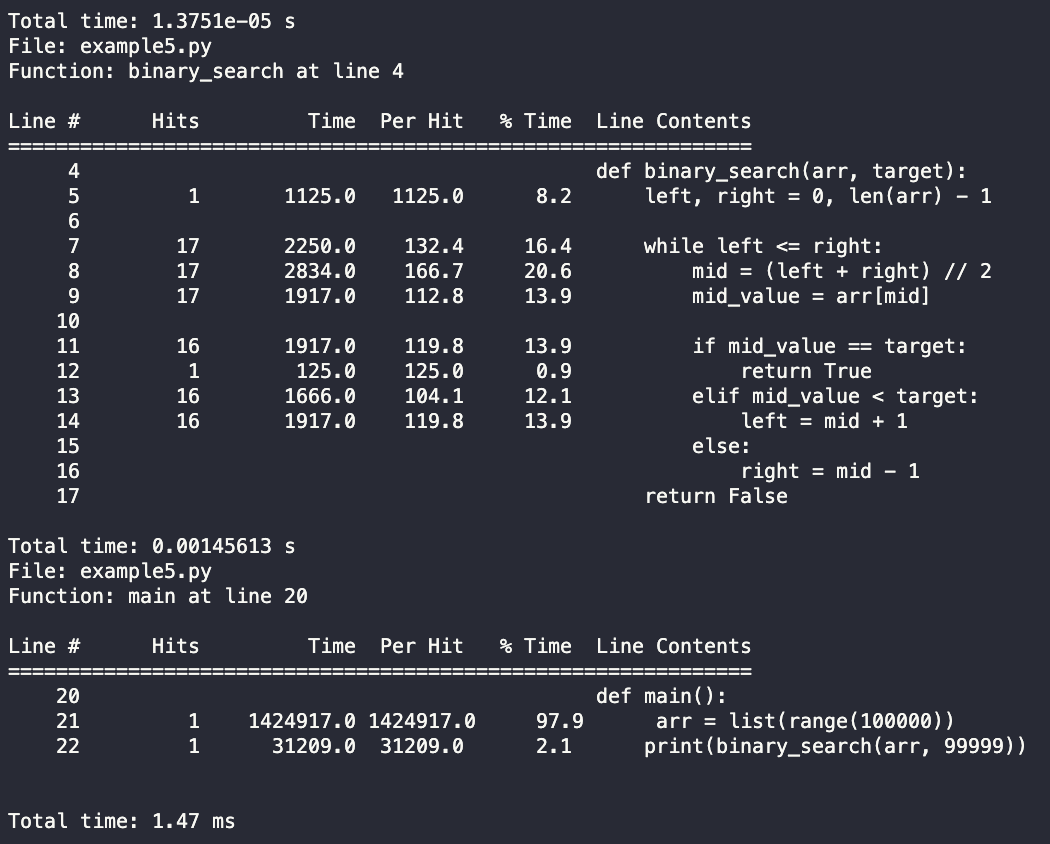 Total time: 1.3751e-05 s
File: example5.py
Function: binary_search at line 4

Line #      Hits         Time  Per Hit   % Time  Line Contents
==============================================================
     4                                           def binary_search(arr, target):
     5         1       1125.0   1125.0      8.2      left, right = 0, len(arr) - 1
     6
     7        17       2250.0    132.4     16.4      while left <= right:
     8        17       2834.0    166.7     20.6          mid = (left + right) // 2
     9        17       1917.0    112.8     13.9          mid_value = arr[mid]
    10
    11        16       1917.0    119.8     13.9          if mid_value == target:
    12         1        125.0    125.0      0.9              return True
    13        16       1666.0    104.1     12.1          elif mid_value < target:
    14        16       1917.0    119.8     13.9              left = mid + 1
    15                                                   else:
    16                                                       right = mid - 1
    17                                               return False

Total time: 0.00145613 s
File: example5.py
Function: main at line 20

Line #      Hits         Time  Per Hit   % Time  Line Contents
==============================================================
    20                                           def main():
    21         1    1424917.0 1424917.0     97.9      arr = list(range(100000))
    22         1      31209.0  31209.0      2.1      print(binary_search(arr, 99999))


Total time: 1.47 ms